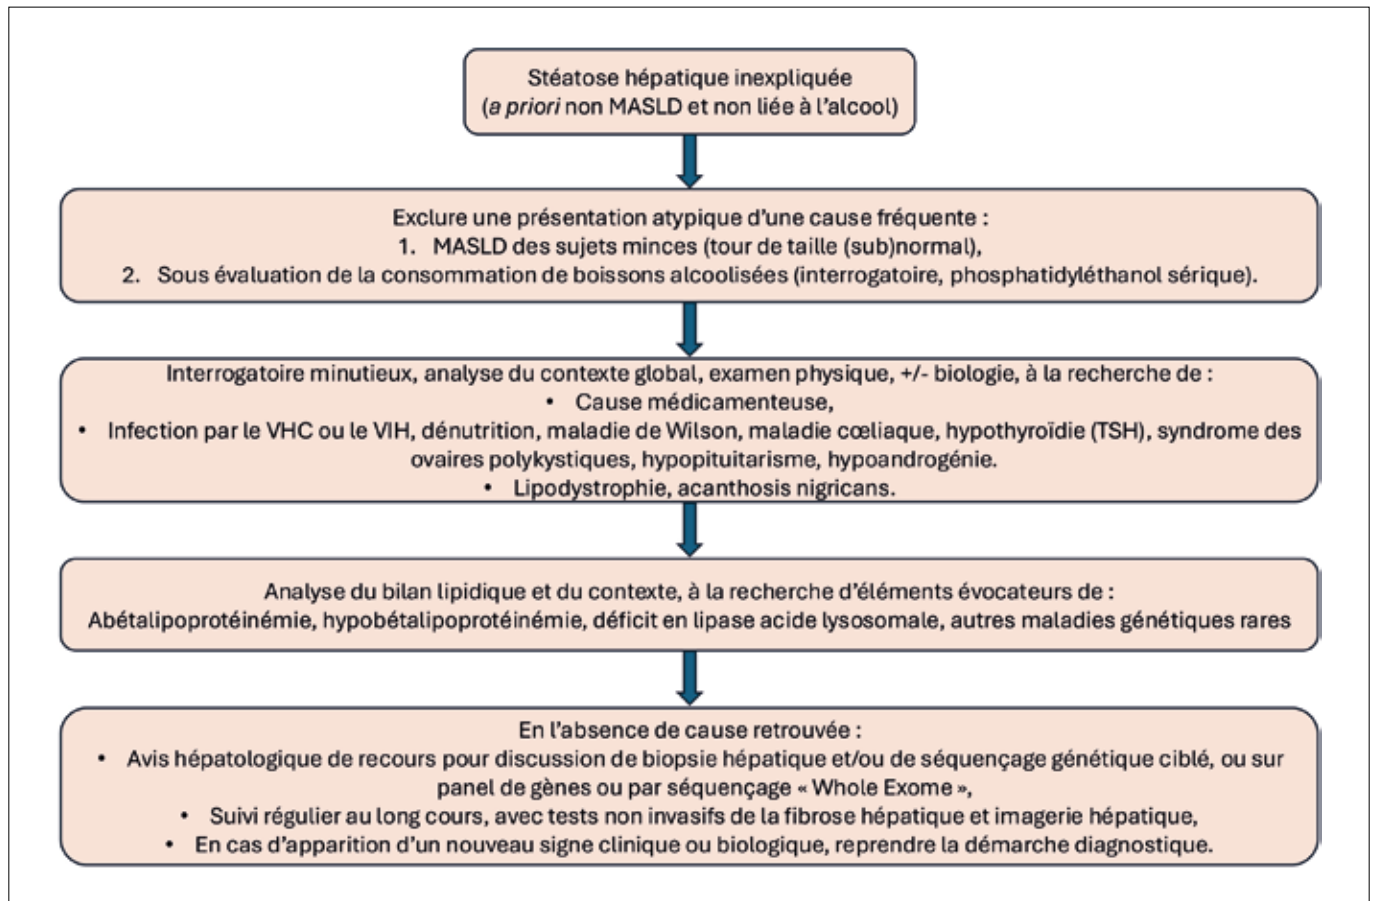 Stéatose hépatique inexpliquée
(a priori non MASLD et non liée à l'alcool)
Exclure une présentation atypique d'une cause fréquente :
1. MASLD des sujets minces (tour de taille (sub)normal),
2. Sous évaluation de la consommation de boissons alcoolisées (interrogatoire, phosphatidyléthanol sérique).
Interrogatoire minutieux, analyse du contexte global, examen physique, +/- biologie, à la recherche de :
• Cause médicamenteuse,
• Infection par le VHC ou le VIH, dénutrition, maladie de Wilson, maladie cœliaque, hypothyroïdie (TSH), syndrome des
ovaires polykystiques, hypopituitarisme, hypoandrogénie.
• Lipodystrophie, acanthosis nigricans.
Analyse du bilan lipidique et du contexte, à la recherche d'éléments évocateurs de :
Abétalipoprotéinémie, hypobétalipoprotéinémie, déficit en lipase acide lysosomale, autres maladies génétiques rares
En l'absence de cause retrouvée :
• Avis hépatologique de recours pour discussion de biopsie hépatique et/ou de séquençage génétique ciblé, ou sur
panel de gènes ou par séquençage « Whole Exome »,
• Suivi régulier au long cours, avec tests non invasifs de la fibrose hépatique et imagerie hépatique,
• En cas d'apparition d'un nouveau signe clinique ou biologique, reprendre la démarche diagnostique.